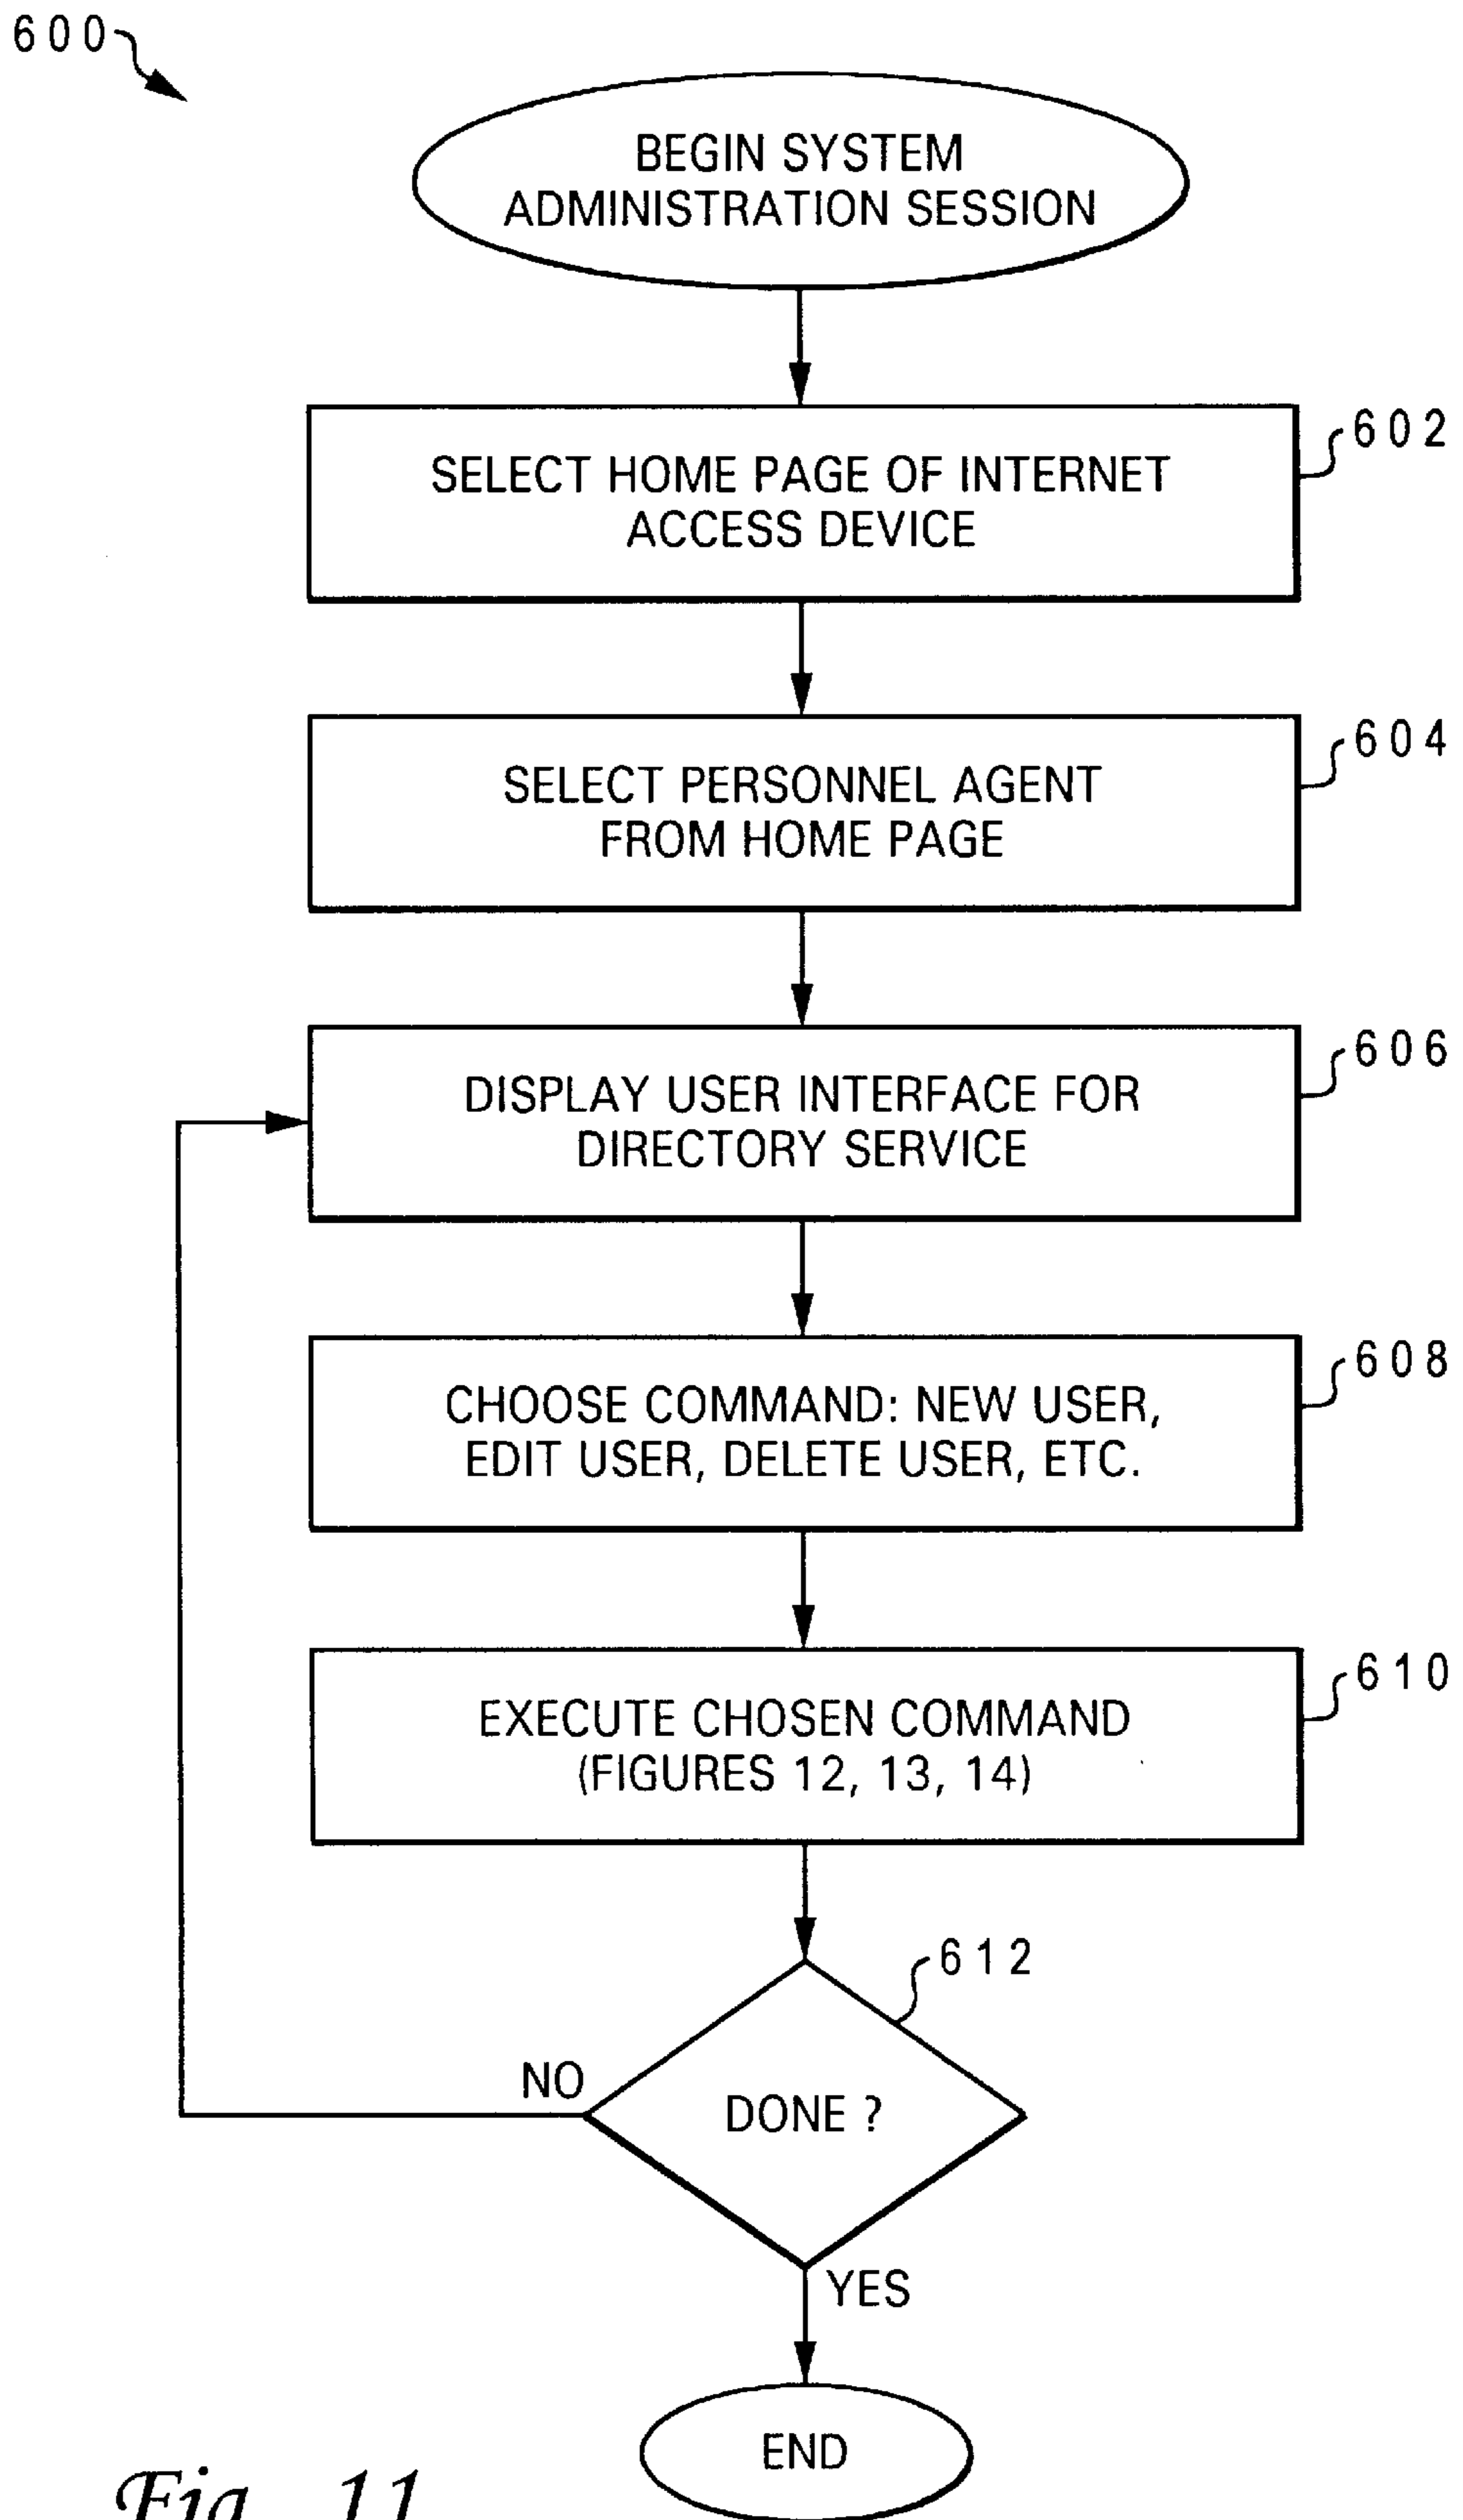 600
BEGIN SYSTEM
ADMINISTRATION SESSION
602
SELECT HOME PAGE OF INTERNET
ACCESS DEVICE
604
SELECT PERSONNEL AGENT
FROM HOME PAGE
606
DISPLAY USER INTERFACE FOR
DIRECTORY SERVICE
608
CHOOSE COMMAND: NEW USER,
EDIT USER, DELETE USER, ETC.
610
EXECUTE CHOSEN COMMAND
(FIGURES 12, 13, 14)
612
NO
DONE ?
YES
END
Fig. 11